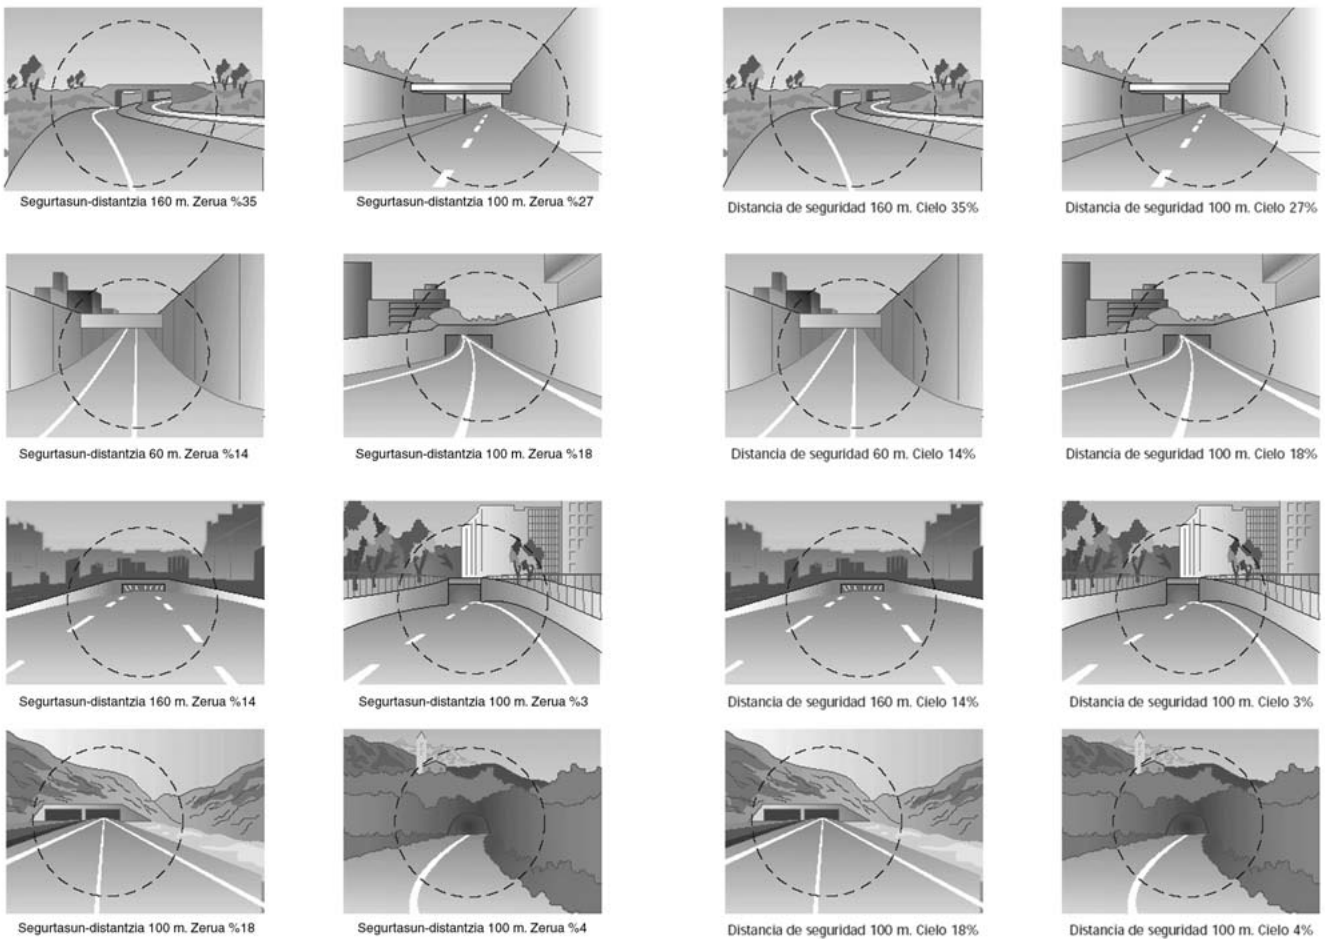 Segurtasun-distantzia 160 m. Zerua %35
Segurtasun-distantzia 100 m. Zerua %27
Distancia de seguridad 160 m. Cielo 35%
Distancia de seguridad 100 m. Cielo 27%
Segurtasun-distantzia 60 m. Zerua %14
Segurtasun-distantzia 100 m. Zerua %18
Distancia de seguridad 60 m. Cielo 14%
Distancia de seguridad 100 m. Cielo 18%
Segurtasun-distantzia 160 m. Zerua %14
Segurtasun-distantzia 100 m. Zerua %3
Distancia de seguridad 160 m. Cielo 14%
Distancia de seguridad 100 m. Cielo 3%
Segurtasun-distantzia 100 m. Zerua %18
Segurtasun-distantzia 100 m. Zerua %4
Distancia de seguridad 100 m. Cielo 18%
Distancia de seguridad 100 m. Cielo 4%